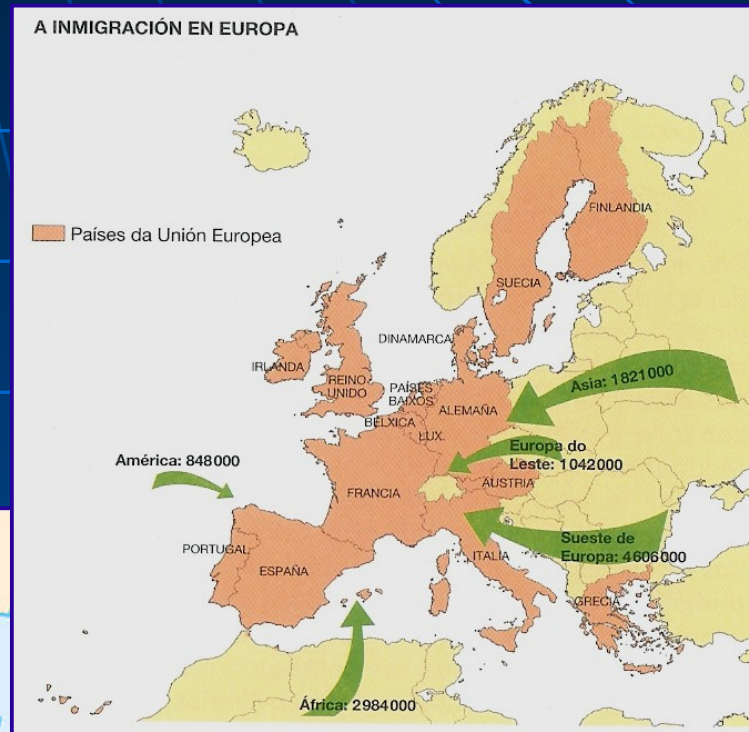 A INMIGRACIÓN EN EUROPA
Países da Unión Europea
FINLANDIA
SUECIA
DINAMARCA
IRLANDA
REINO
UNIDO
PAÍSES
BAIXOS
ALEMAÑA
BÉLXICA
LUX.
Asia: 1821000
Europa do
Leste: 1042000
América: 848000
FRANCIA
AUSTRIA
Sueste de
Europa: 4606000
PORTUGAL
ESPAÑA
ITALIA
GRECIA
África: 2984000